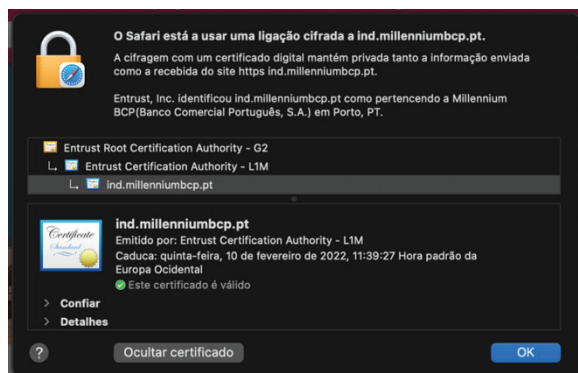 O Safari está a usar uma ligação cifrada a ind.millenniumbcp.pt.
A cifragem com um certificado digital mantém privada tanto a informação enviada
como a recebida do site https ind.millenniumbcp.pt.
Entrust, Inc. identificou ind.millenniumbcp.pt como pertencendo a Millennium
BCP(Banco Comercial Português, S.A.) em Porto, PT.
Entrust Root Certification Authority - G2
Entrust Certification Authority - L1M
ind.millenniumbcp.pt
Certificate
Standard
ind.millenniumbcp.pt
Emitido por: Entrust Certification Authority - L1M
Caduca: quinta-feira, 10 de fevereiro de 2022, 11:39:27 Hora padrão da
Europa Ocidental
Este certificado é válido
> Confiar
> Detalhes
? Ocultar certificado OK